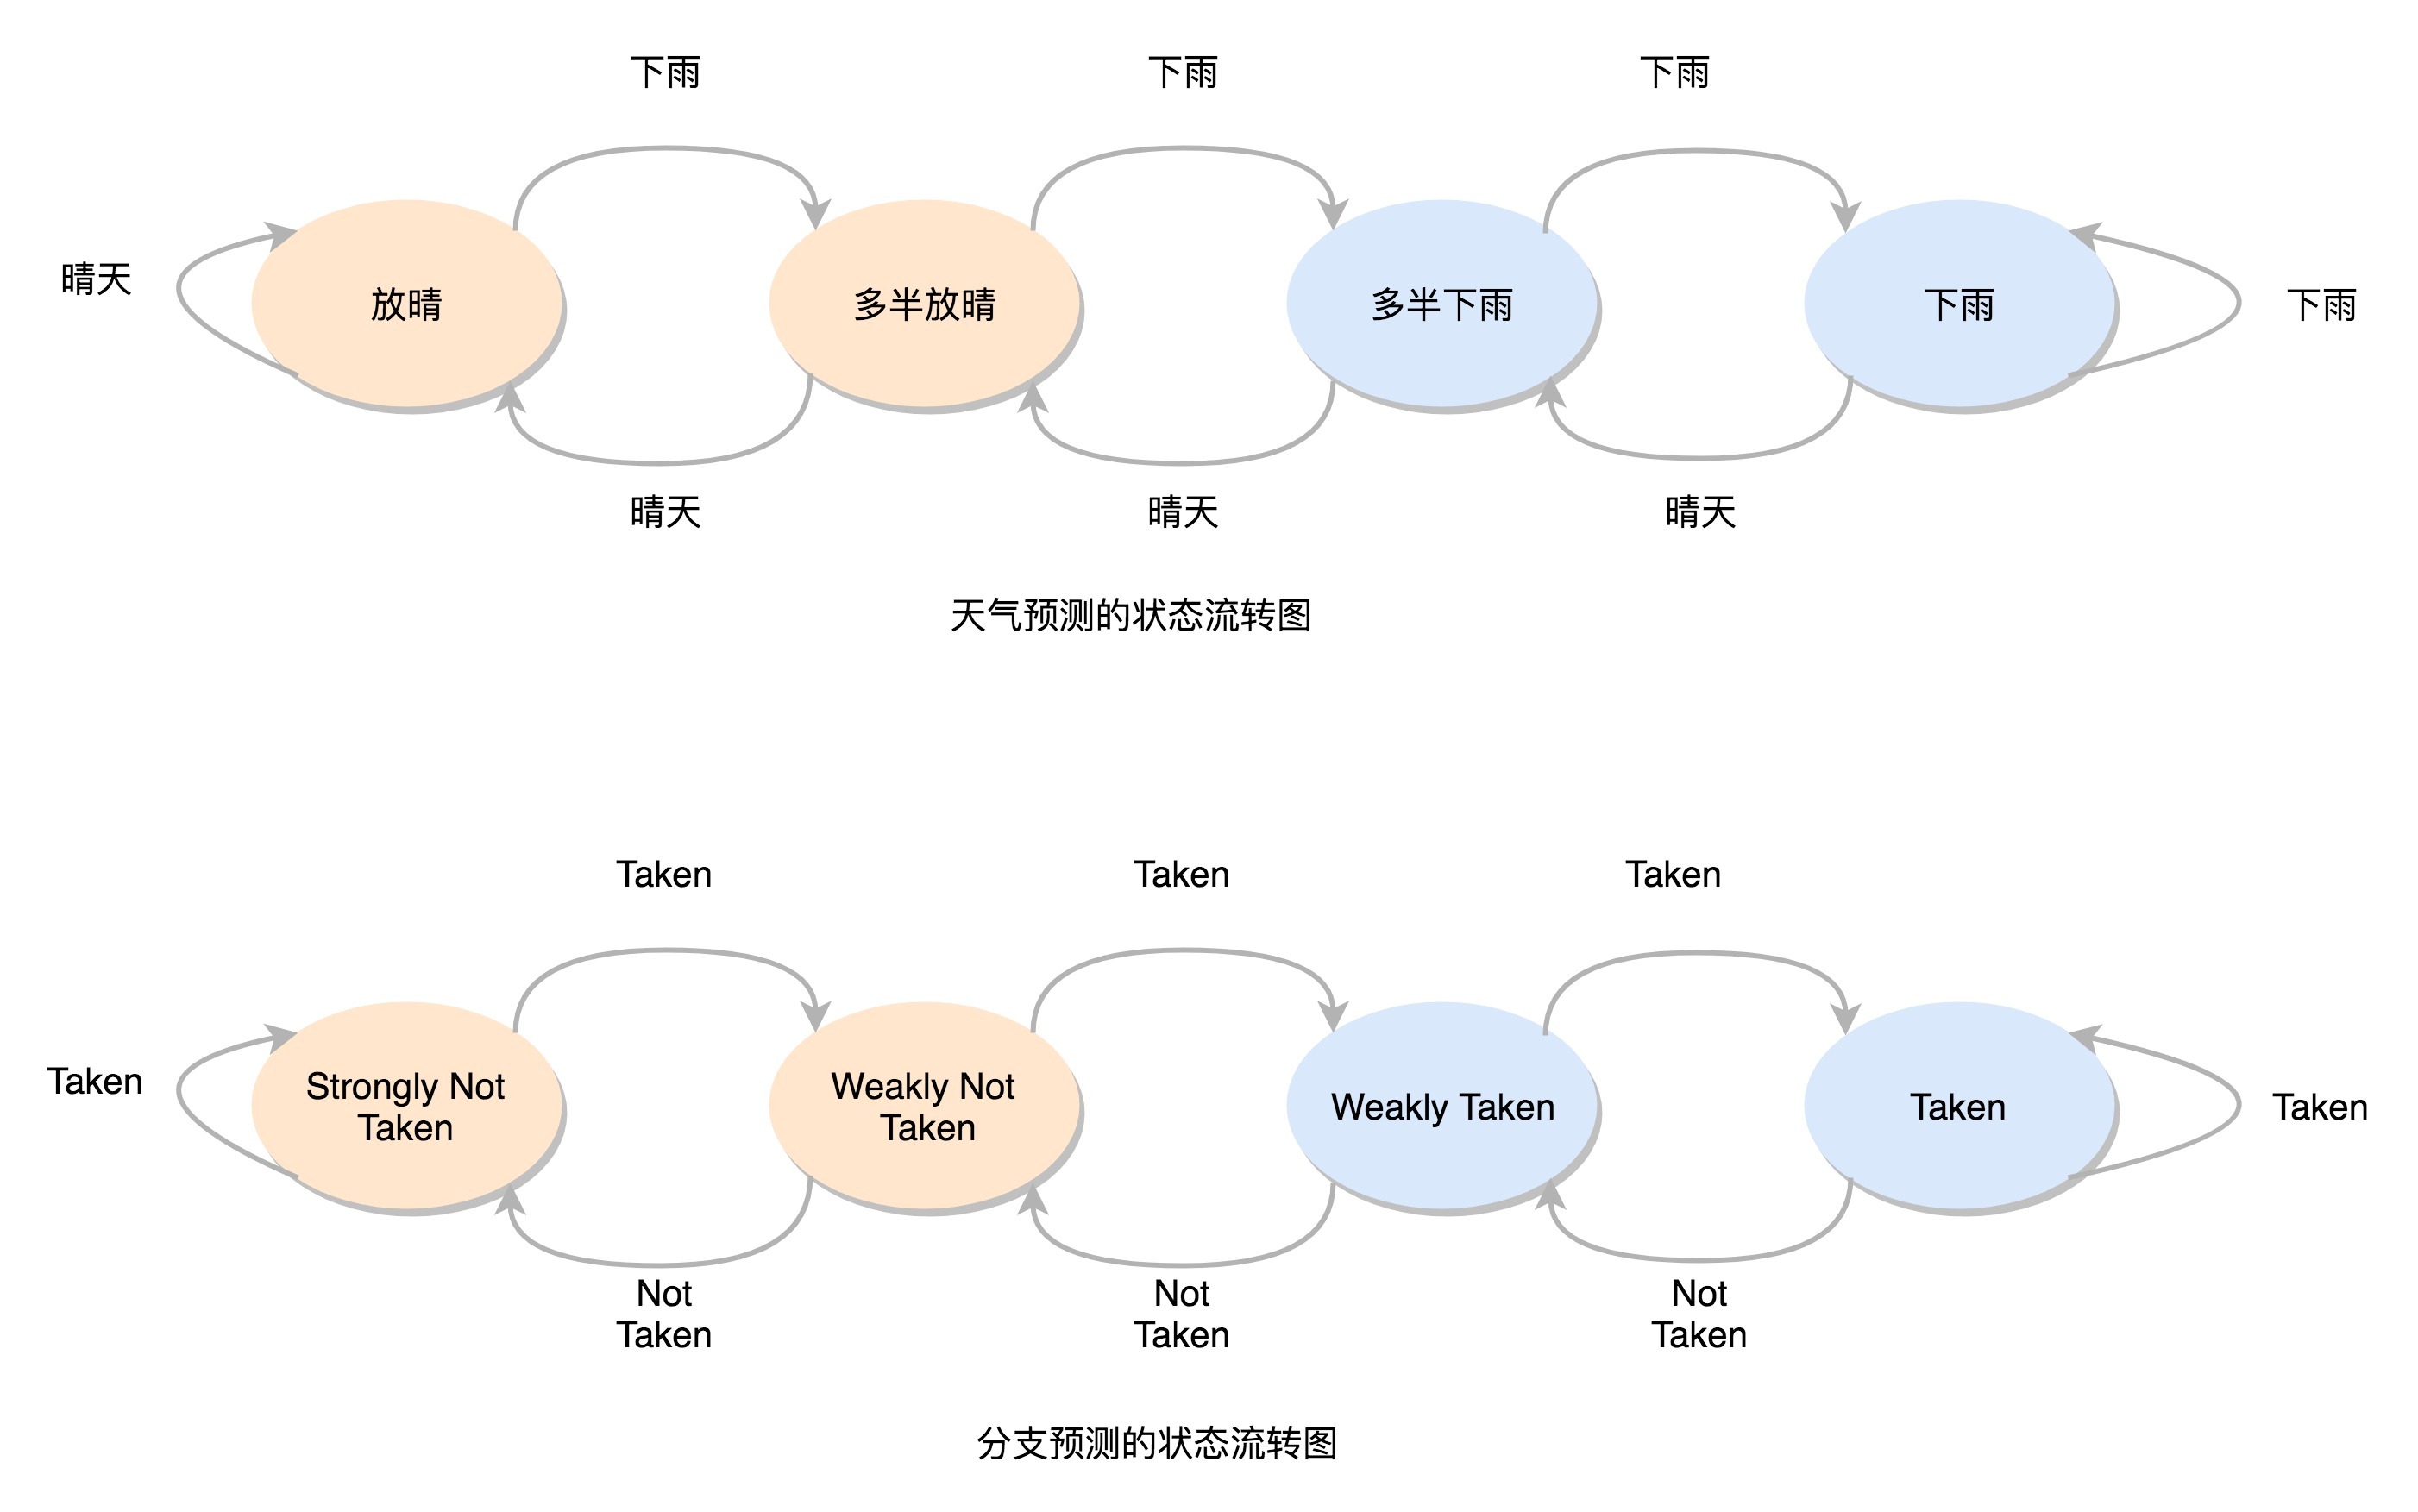 下雨
下雨
下雨
晴天
放晴
多半放晴
多半下雨
下雨
下雨
晴天
晴天
晴天
天气预测的状态流转图
Taken
Taken
Taken
Taken
Strongly Not
Taken
Weakly Not
Taken
Weakly Taken
Taken
Taken
Not
Taken
Not
Taken
Not
Taken
分支预测的状态流转图